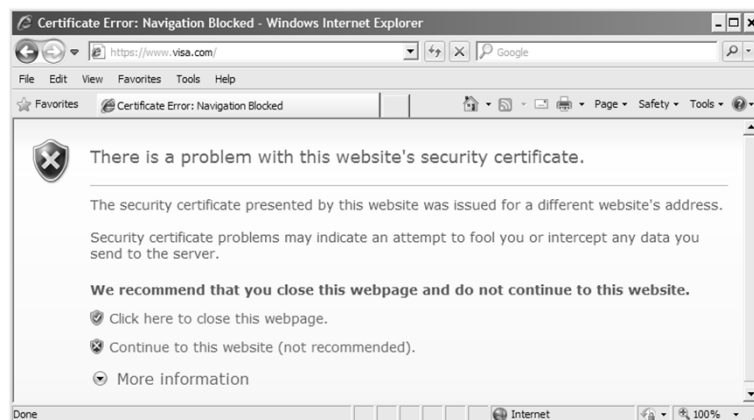 Certificate Error: Navigation Blocked - Windows Internet Explorer
https://www.visa.com/
Google
File Edit View Favorites Tools Help
Favorites Certificate Error: Navigation Blocked Page Safety Tools
There is a problem with this website's security certificate.
The security certificate presented by this website was issued for a different website's address.
Security certificate problems may indicate an attempt to fool you or intercept any data you
send to the server.
We recommend that you close this webpage and do not continue to this website.
Click here to close this webpage.
Continue to this website (not recommended).
More information
Done Internet 100%